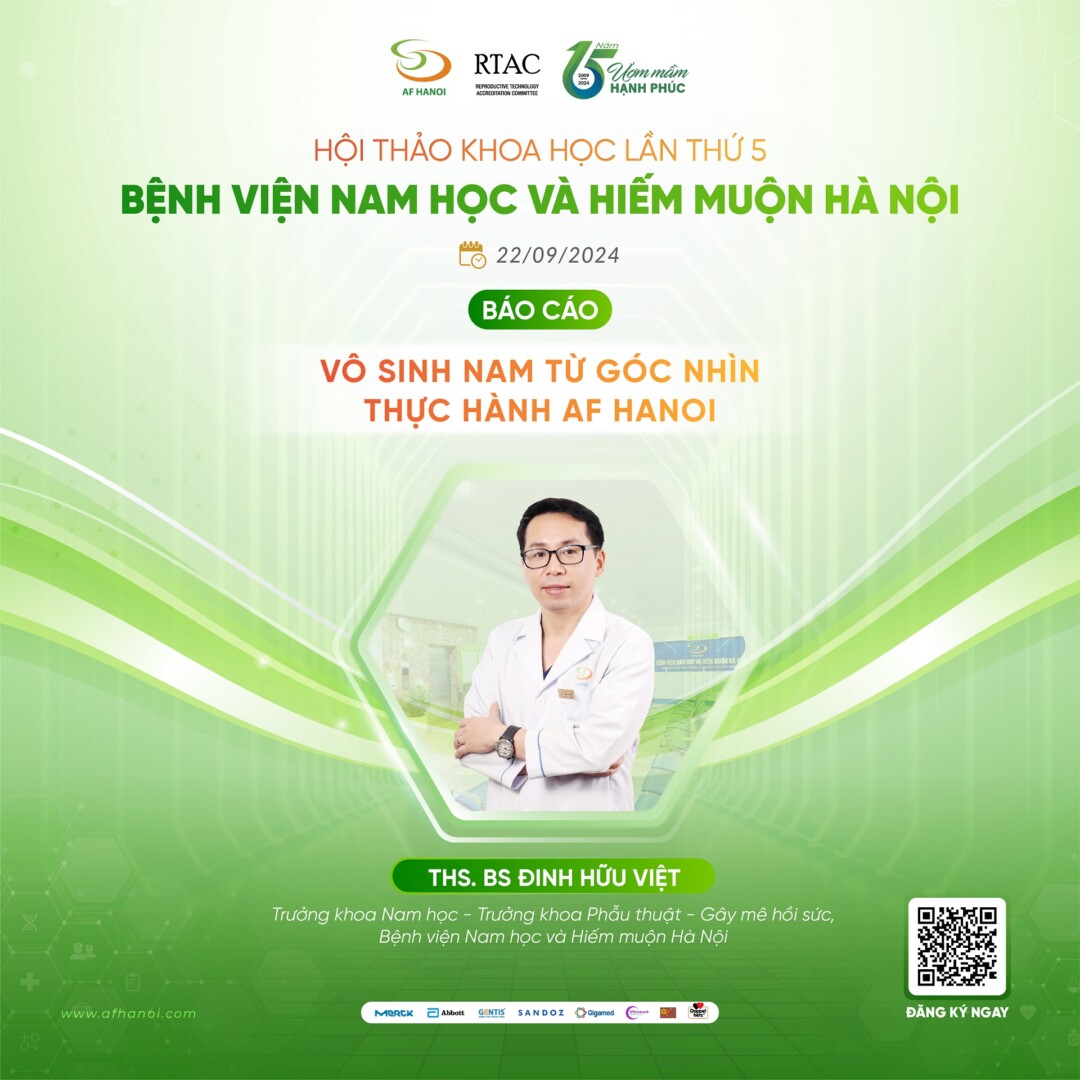 AF HANOI
RTAC
REPRODUCTIVE TECHNOLOGY
ACCREDITATION COMMITTEE
15 Năm
2009
2024
Ươm mầm
HẠNH PHÚC
HỘI THẢO KHOA HỌC LẦN THỨ 5
BỆNH VIỆN NAM HỌC VÀ HIẾM MUỘN HÀ NỘI
22/09/2024
BÁO CÁO
VÔ SINH NAM TỪ GÓC NHÌN
THỰC HÀNH AF HANOI
THS. BS ĐINH HỮU VIỆT
Trưởng khoa Nam học - Trưởng khoa Phẫu thuật - Gây mê hồi sức,
Bệnh viện Nam học và Hiếm muộn Hà Nội
www.afhanoi.com
MERCK Abbott GENTIS SANDOZ Gigamed Doppel herz
ĐĂNG KÝ NGAY